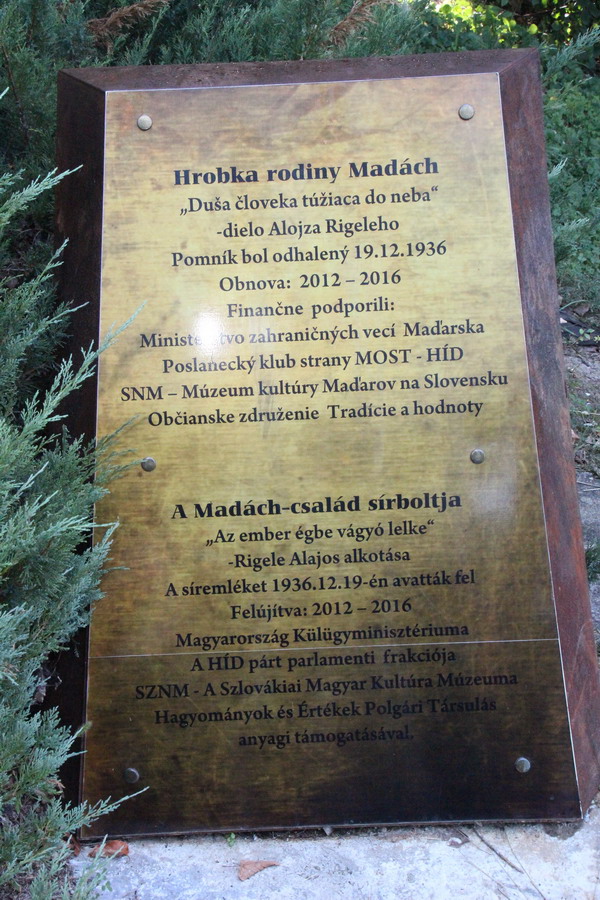 Hrobka rodiny Madách
„Duša človeka túžiaca do neba“
-dielo Alojza Rigeleho
Pomník bol odhalený 19.12.1936
Obnova: 2012 – 2016
Finančne podporili:
Ministerstvo zahraničných vecí Maďarska
Poslanecký klub strany MOST - HÍD
SNM – Múzeum kultúry Maďarov na Slovensku
Občianske združenie Tradície a hodnoty
A Madách-család sírboltja
„Az ember égbe vágyó lelke“
-Rigele Alajos alkotása
A síremléket 1936.12.19-én avatták fel
Felújítva: 2012 – 2016
Magyarország Külügyminisztériuma
A HÍD párt parlamenti frakciója
SZNM - A Szlovákiai Magyar Kultúra Múzeuma
Hagyományok és Értékek Polgári Társulás
anyagi támogatásával.